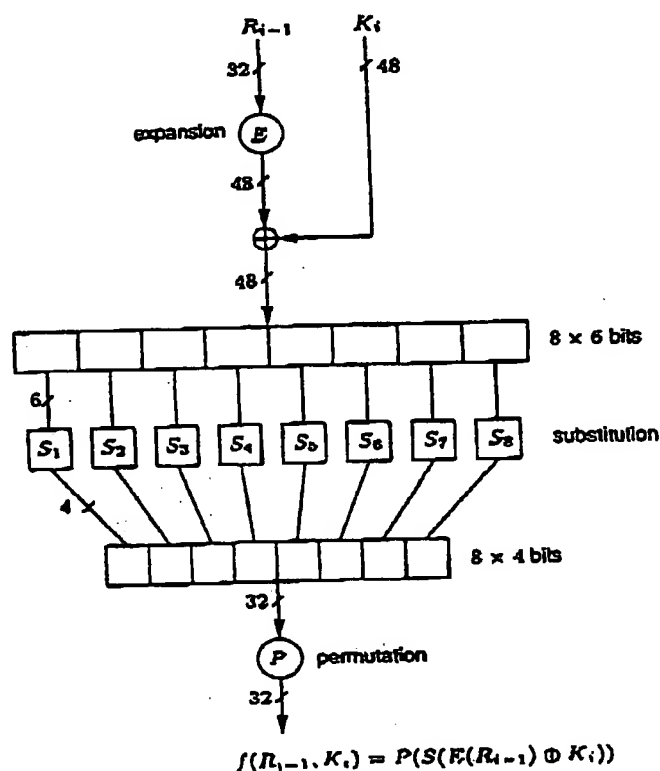 R_{i-1} K_i
32 48
expansion E
48
48
8 × 6 bits
6
S_1 S_2 S_3 S_4 S_5 S_6 S_7 S_8 substitution
4
8 × 4 bits
32
P permutation
32
f(R_{i-1}, K_i) = P(S(E(R_{i-1}) ⊕ K_i))